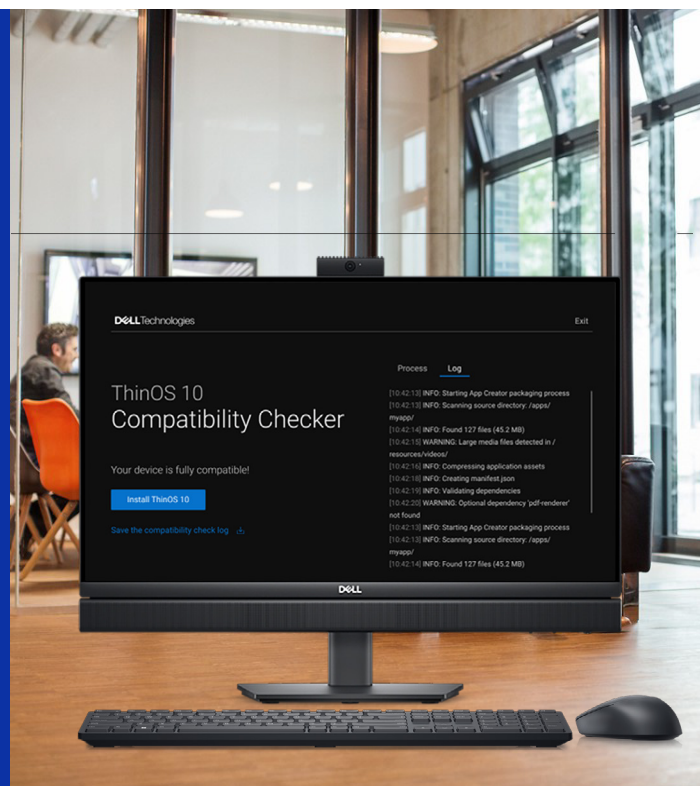 DELLTechnologies
Exit
ThinOS 10
Compatibility Checker
Your device is fully compatible!
Install ThinOS 10
Save the compatibility check log
Process Log
[10:42:13] INFO: Starting App Creator packaging process
[10:42:13] INFO: Scanning source directory: /apps/
myapp/
[10:42:14] INFO: Found 127 files (45.2 MB)
[10:42:15] WARNING: Large media files detected in /
resources/videos/
[10:42:16] INFO: Compressing application assets
[10:42:18] INFO: Creating manifest.json
[10:42:19] INFO: Validating dependencies
[10:42:20] WARNING: Optional dependency 'pdf-renderer'
not found
[10:42:13] INFO: Starting App Creator packaging process
[10:42:13] INFO: Scanning source directory: /apps/
myapp/
[10:42:14] INFO: Found 127 files (45.2 MB)
DELL